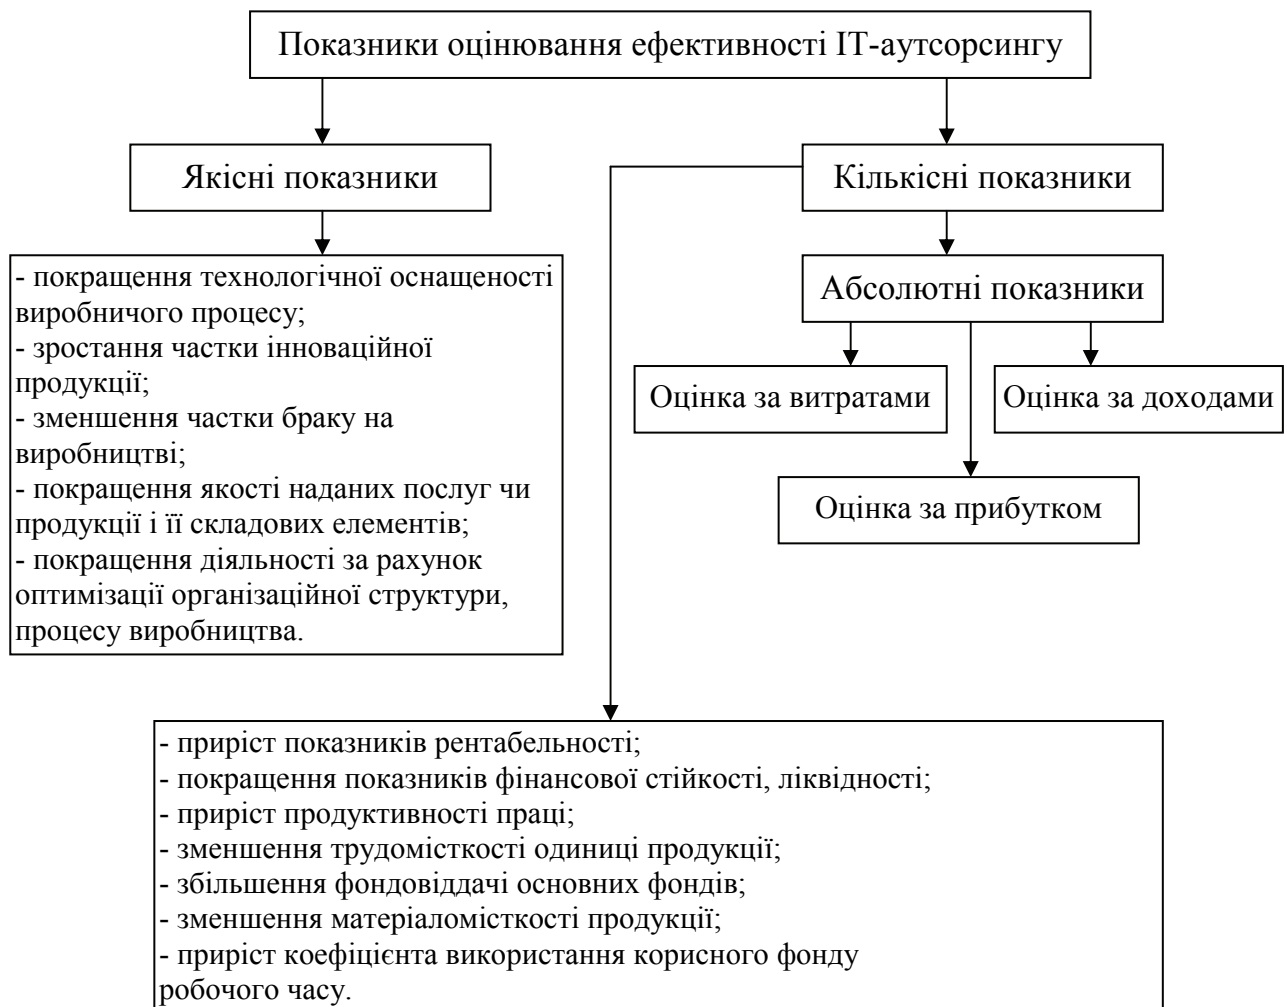 Показники оцінювання ефективності ІТ-аутсорсингу
Якісні показники
Кількісні показники
- покращення технологічної оснащеності
виробничого процесу;
- зростання частки інноваційної
продукції;
- зменшення частки браку на
виробництві;
- покращення якості наданих послуг чи
продукції і її складових елементів;
- покращення діяльності за рахунок
оптимізації організаційної структури,
процесу виробництва.
Абсолютні показники
Оцінка за витратами
Оцінка за доходами
Оцінка за прибутком
- приріст показників рентабельності;
- покращення показників фінансової стійкості, ліквідності;
- приріст продуктивності праці;
- зменшення трудомісткості одиниці продукції;
- збільшення фондовіддачі основних фондів;
- зменшення матеріаломісткості продукції;
- приріст коефіцієнта використання корисного фонду
робочого часу.